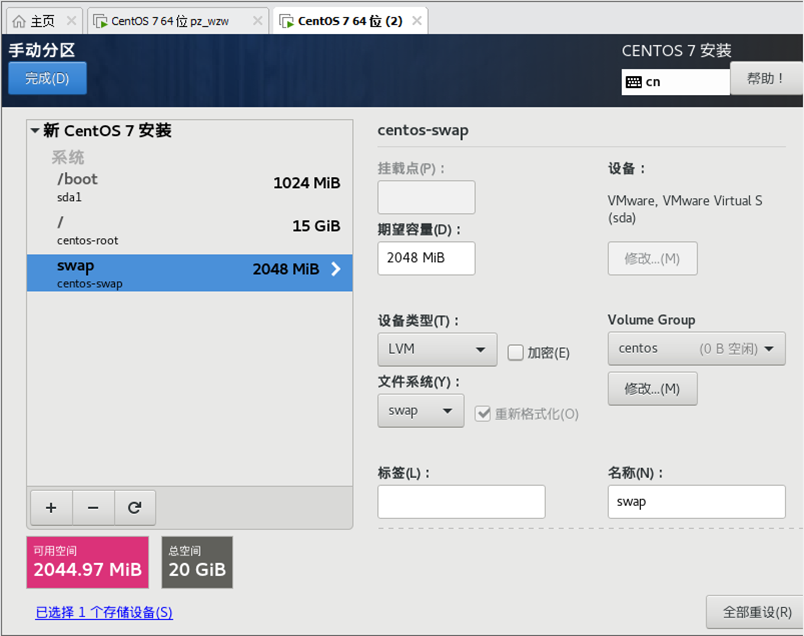 主页
CentOS 7 64 位 pz_wzw
CentOS 7 64 位 (2)
手动分区
完成(D)
CENTOS 7 安装
cn
帮助！
新 CentOS 7 安装
系统
/boot
1024 MiB
sda1
/
15 GiB
centos-root
swap
2048 MiB
centos-swap
+
−
可用空间
2044.97 MiB
总空间
20 GiB
已选择 1 个存储设备(S)
centos-swap
挂载点(P)：
期望容量(D)：
2048 MiB
设备：
VMware, VMware Virtual S
(sda)
修改...(M)
设备类型(T)：
LVM
加密(E)
文件系统(Y)：
swap
重新格式化(O)
Volume Group
centos (0 B 空闲)
修改...(M)
标签(L)：
名称(N)：
swap
全部重设(R)